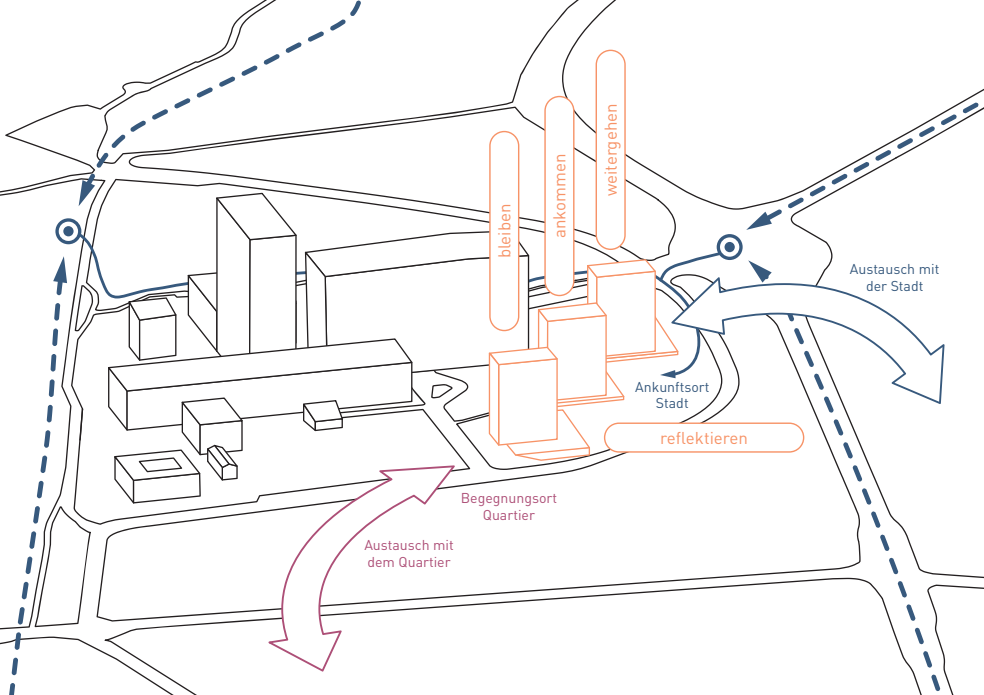 weitergehen
ankommen
bleiben
Austausch mit
der Stadt
Ankunftsort
Stadt
reflektieren
Begegnungsort
Quartier
Austausch mit
dem Quartier